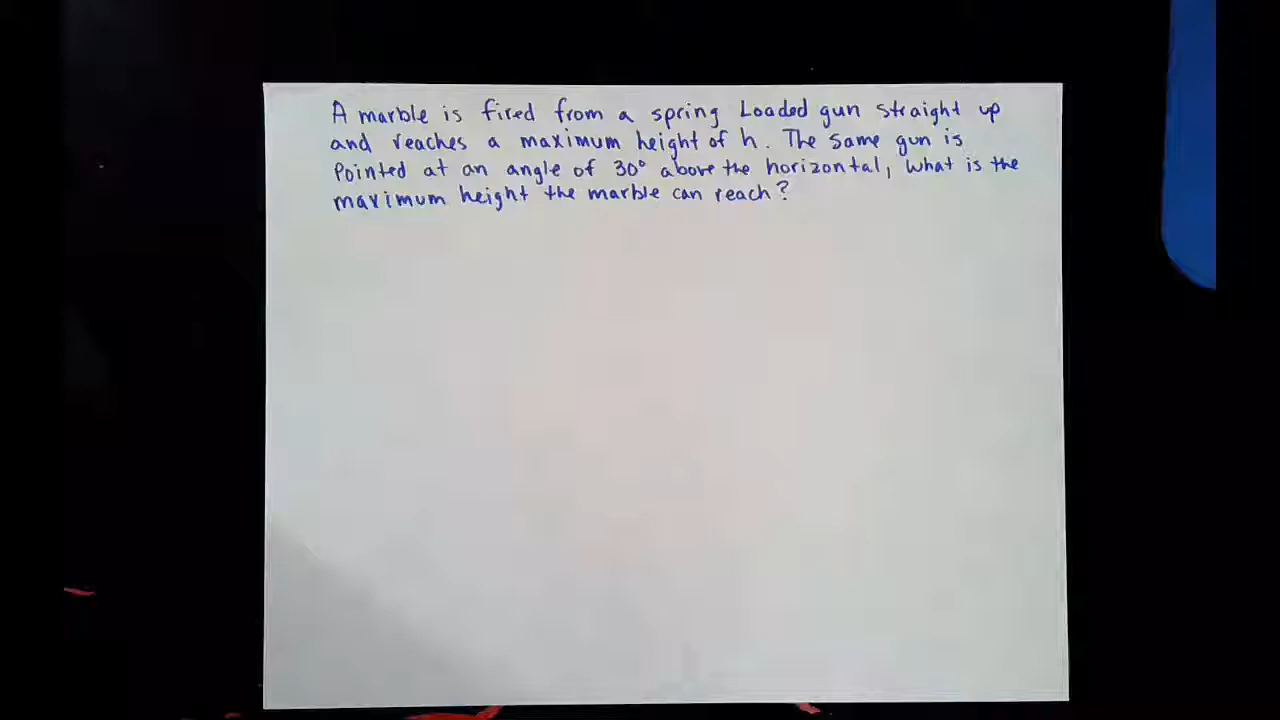 A marble is fired from a spring Loaded gun straight up
and reaches a maximum height of h. The same gun is
Pointed at an angle of 30° above the horizontal, What is the
maximum height the marble can reach?